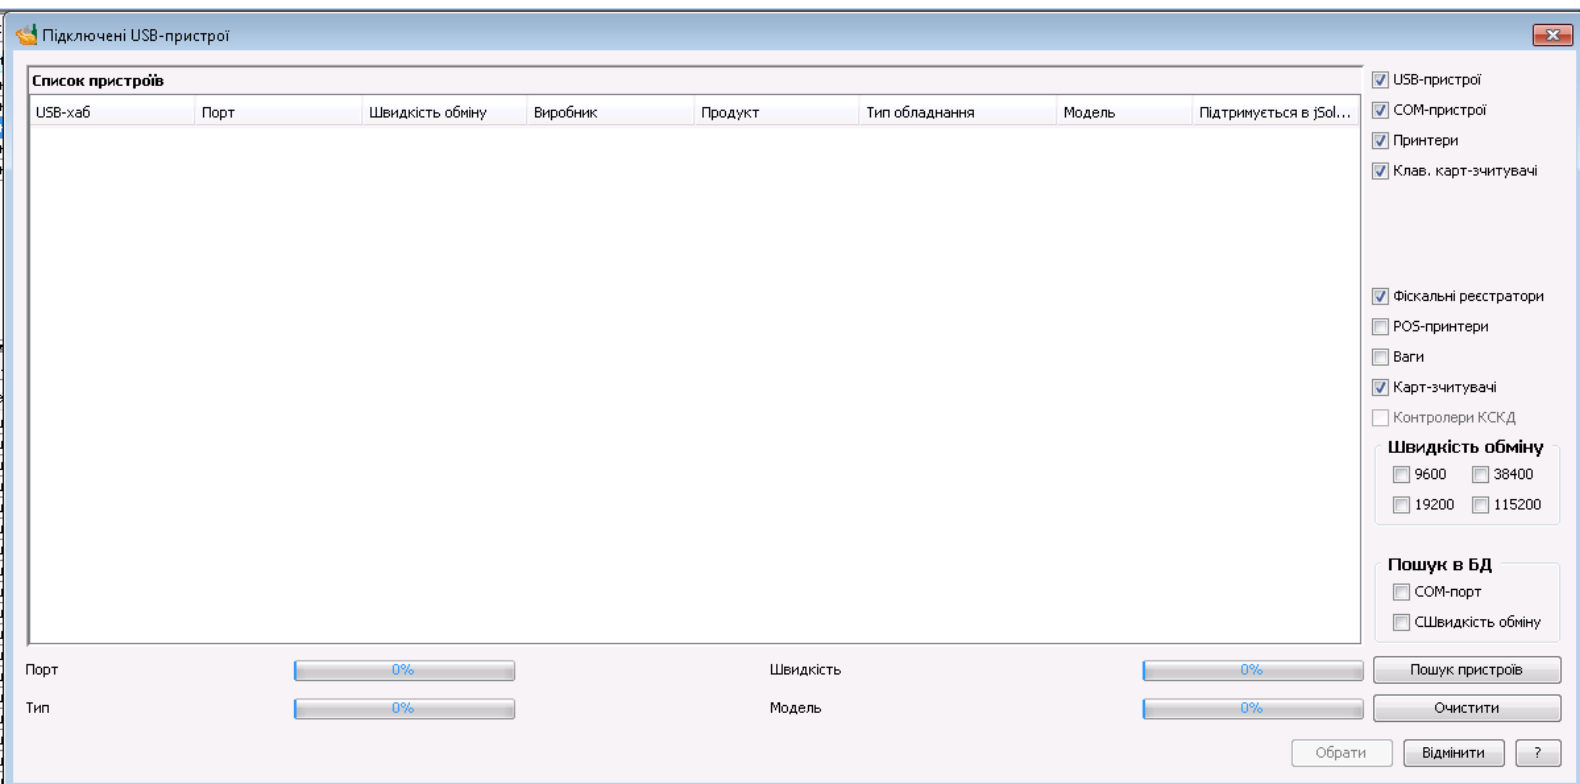 Підключені USB-пристрої
Список пристроїв
USB-хаб Порт Швидкість обміну Виробник Продукт Тип обладнання Модель Підтримується в jSol...
USB-пристрої
COM-пристрої
Принтери
Клав. карт-зчитувачі
Фіскальні реєстратори
POS-принтери
Ваги
Карт-зчитувачі
Контролери КСКД
Швидкість обміну
9600 38400
19200 115200
Пошук в БД
COM-порт
СШвидкість обміну
Порт 0% Швидкість 0% Пошук пристроїв
Тип 0% Модель 0% Очистити
Обрати Відмінити ?